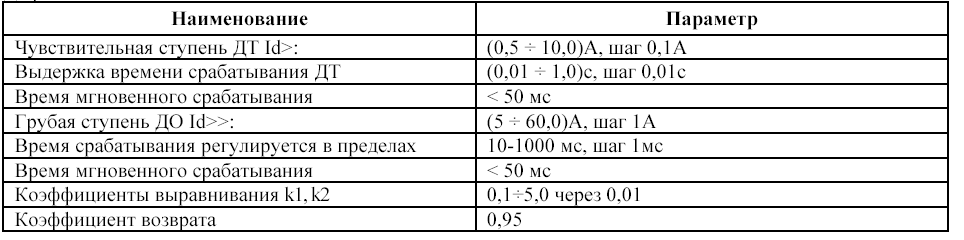 Наименование Параметр
Чувствительная ступень ДТ Id>: (0,5 ÷ 10,0)А, шаг 0,1А
Выдержка времени срабатывания ДТ (0,01 ÷ 1,0)с, шаг 0,01с
Время мгновенного срабатывания < 50 мс
Грубая ступень ДО Id>>: (5 ÷ 60,0)А, шаг 1А
Время срабатывания регулируется в пределах 10-1000 мс, шаг 1мс
Время мгновенного срабатывания < 50 мс
Коэффициенты выравнивания k1, k2 0,1÷5,0 через 0,01
Коэффициент возврата 0,95